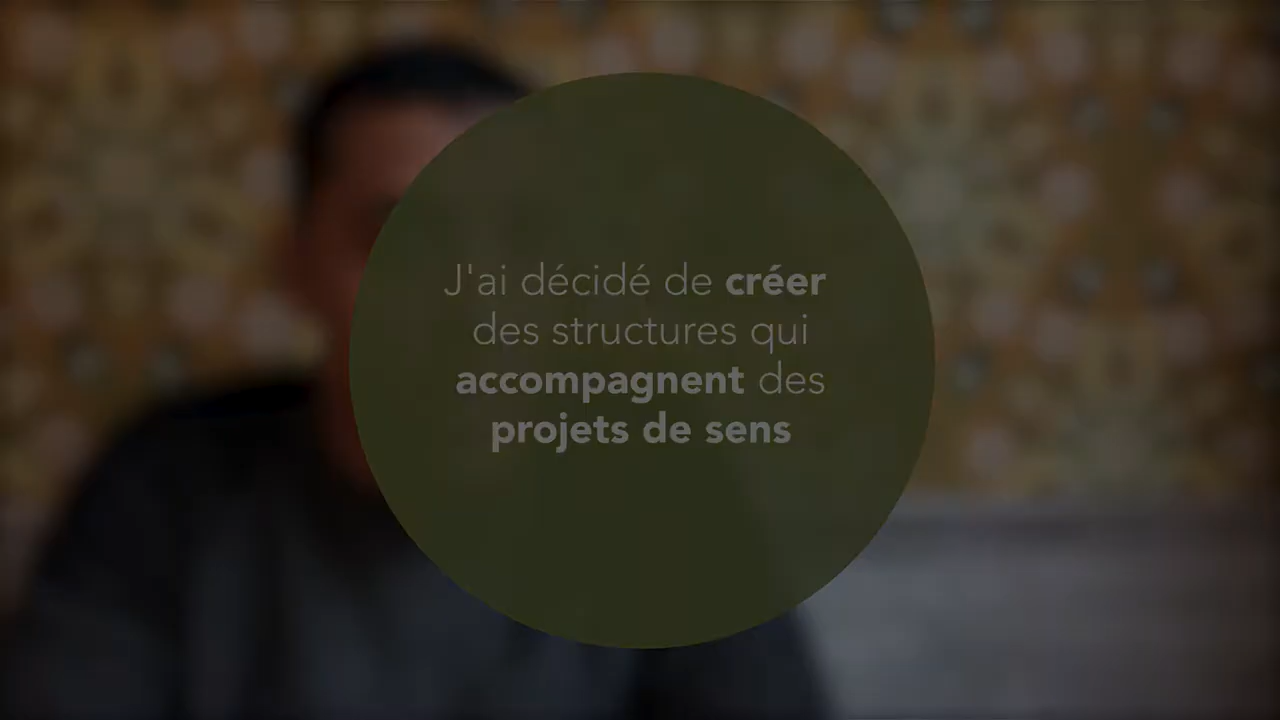 J'ai décidé de créer
des structures qui
accompagnent des
projets de sens